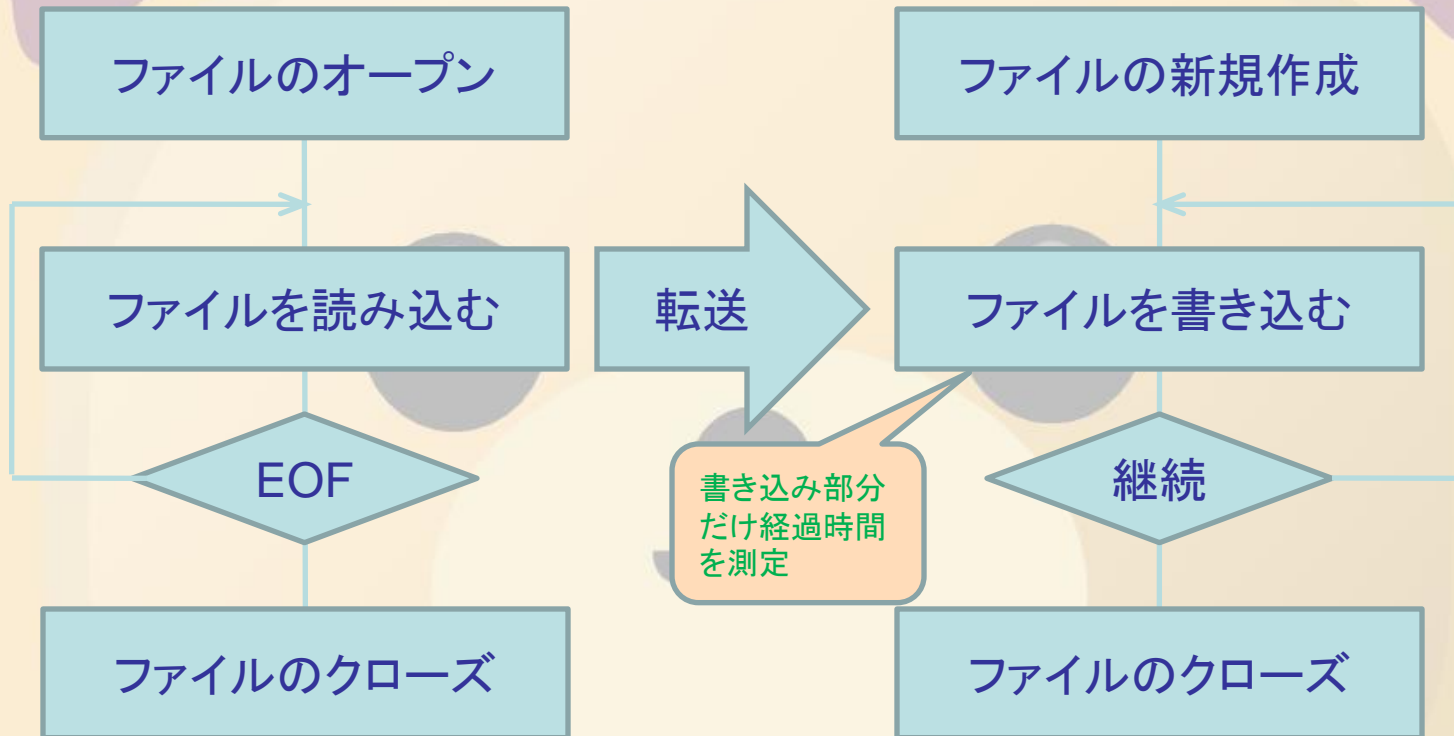 ファイルのオープン
ファイルの新規作成
ファイルを読み込む
転送
ファイルを書き込む
EOF
書き込み部分
だけ経過時間
を測定
継続
ファイルのクローズ
ファイルのクローズ